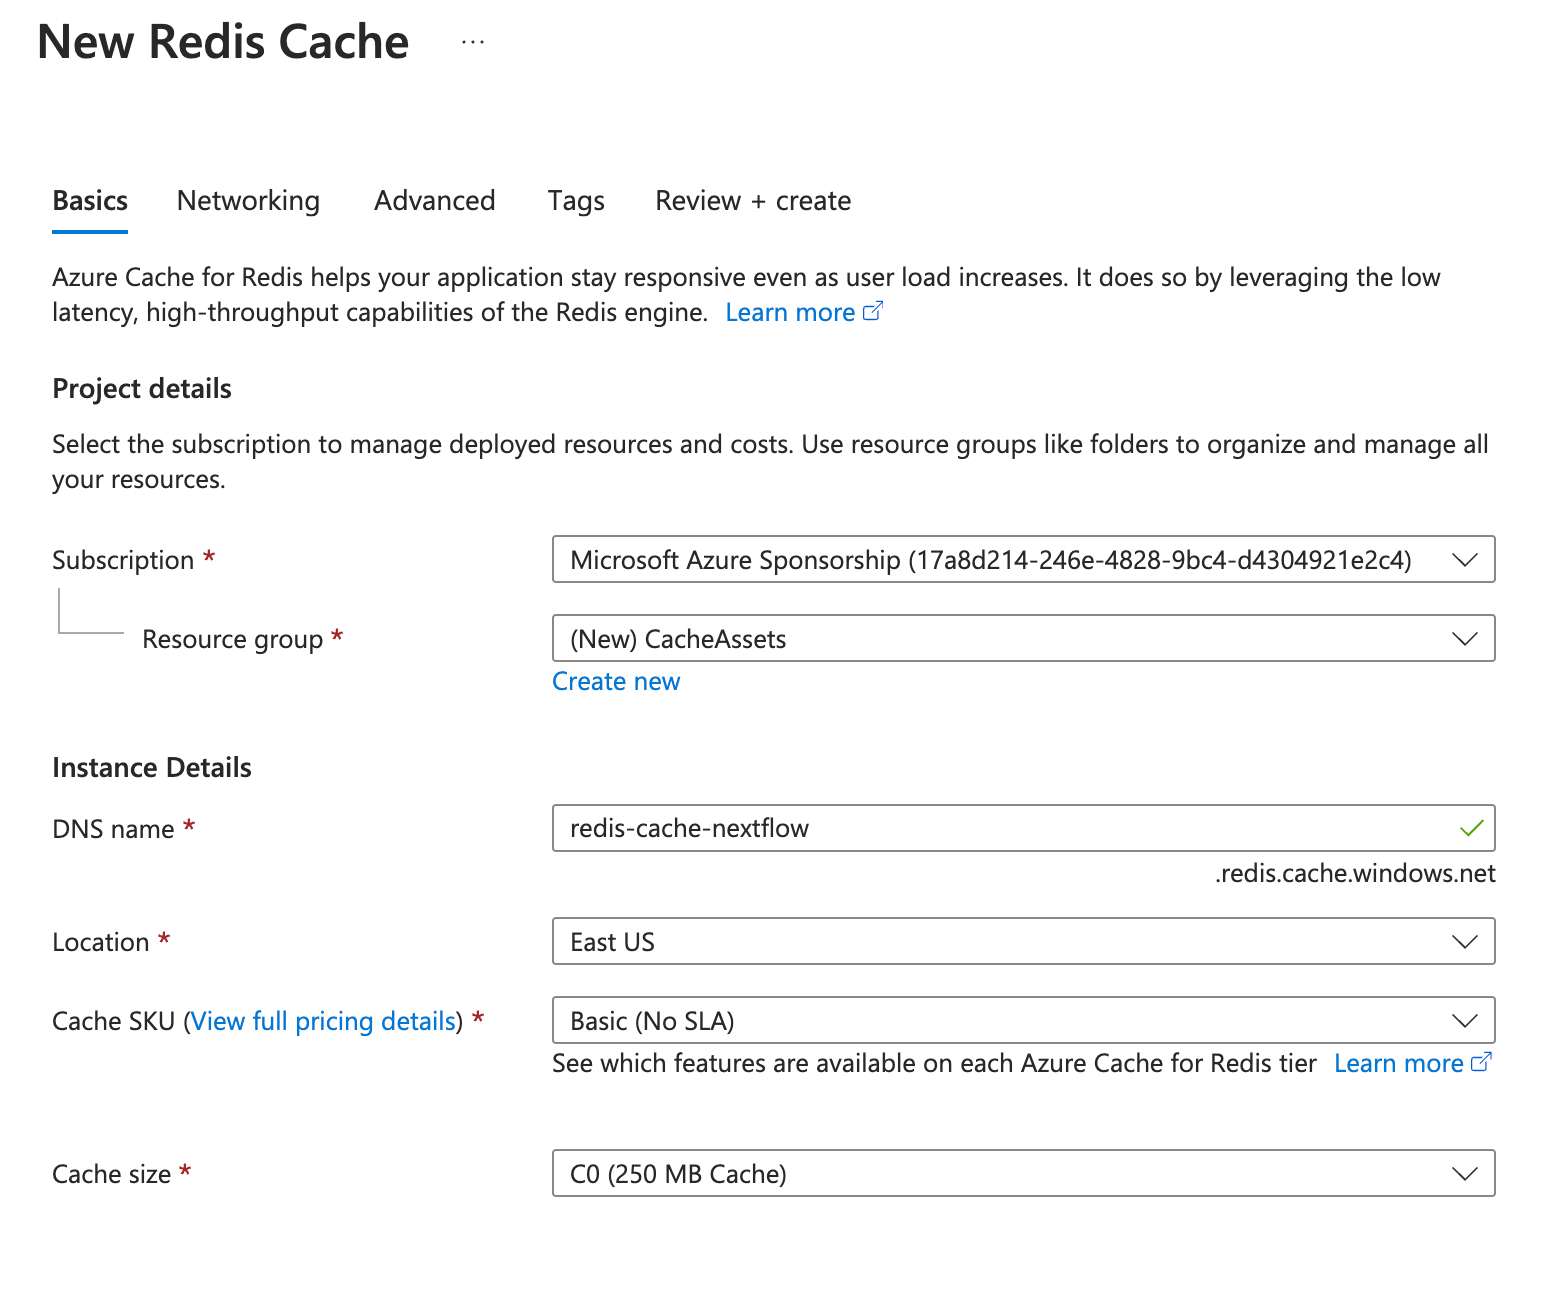 New Redis Cache ...
Basics Networking Advanced Tags Review + create
Azure Cache for Redis helps your application stay responsive even as user load increases. It does so by leveraging the low
latency, high-throughput capabilities of the Redis engine. Learn more
Project details
Select the subscription to manage deployed resources and costs. Use resource groups like folders to organize and manage all
your resources.
Subscription * Microsoft Azure Sponsorship (17a8d214-246e-4828-9bc4-d4304921e2c4)
Resource group * (New) CacheAssets
Create new
Instance Details
DNS name * redis-cache-nextflow
.redis.cache.windows.net
Location * East US
Cache SKU (View full pricing details) * Basic (No SLA)
See which features are available on each Azure Cache for Redis tier Learn more
Cache size * C0 (250 MB Cache)